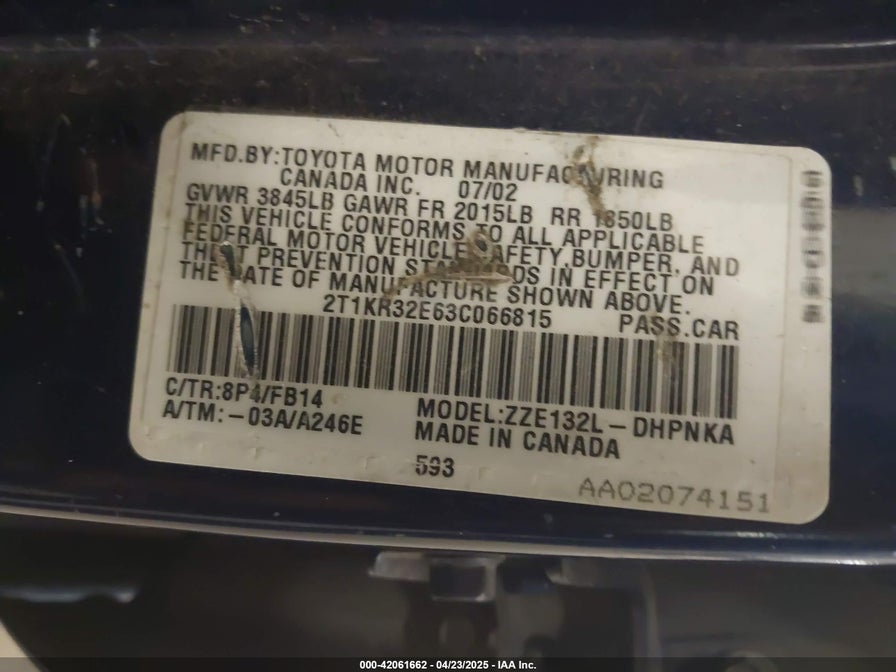 MFD.BY:TOYOTA MOTOR MANUFACTURING
CANADA INC. 07/02
GVWR 3845LB GAWR FR 2015LB RR 1850LB
THIS VEHICLE CONFORMS TO ALL APPLICABLE
FEDERAL MOTOR VEHICLE SAFETY,BUMPER, AND
THEFT PREVENTION STANDARDS IN EFFECT ON
THE DATE OF MANUFACTURE SHOWN ABOVE.
2T1KR32E63C066815 PASS.CAR
C/TR:8P4/FB14
A/TM:-03A/A246E
MODEL:ZZE132L-DHPNKA
MADE IN CANADA
593
AA02074151
000-42061662 - 04/23/2025 - IAA Inc.